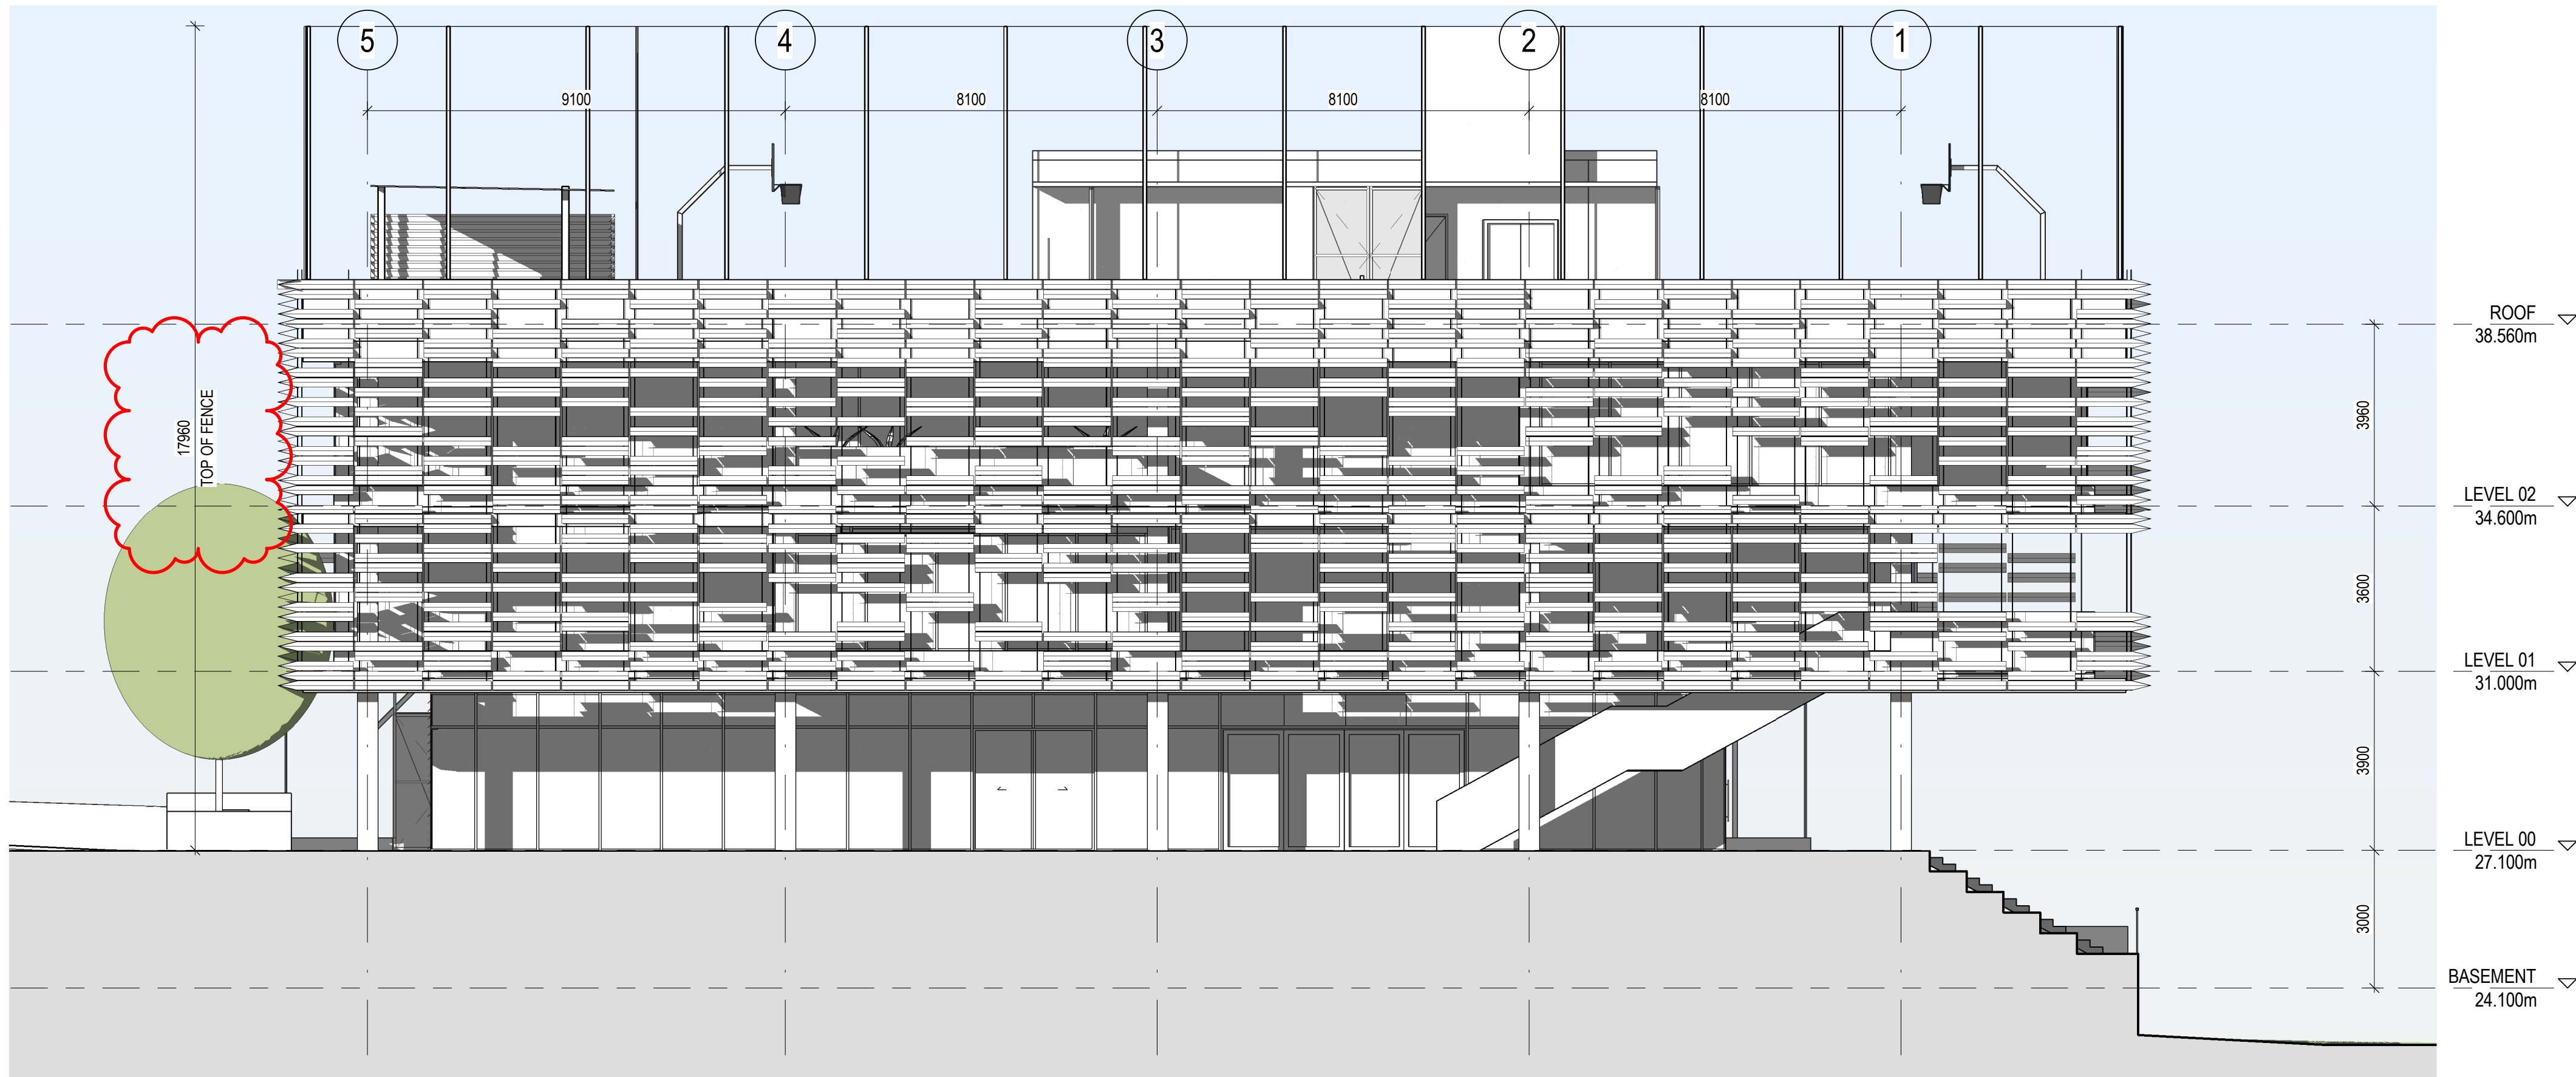 5
4
3
2
1
9100
8100
8100
8100
17960
TOP OF FENCE
ROOF
38.560m
3960
LEVEL 02
34.600m
3600
LEVEL 01
31.000m
3900
LEVEL 00
27.100m
3000
BASEMENT
24.100m